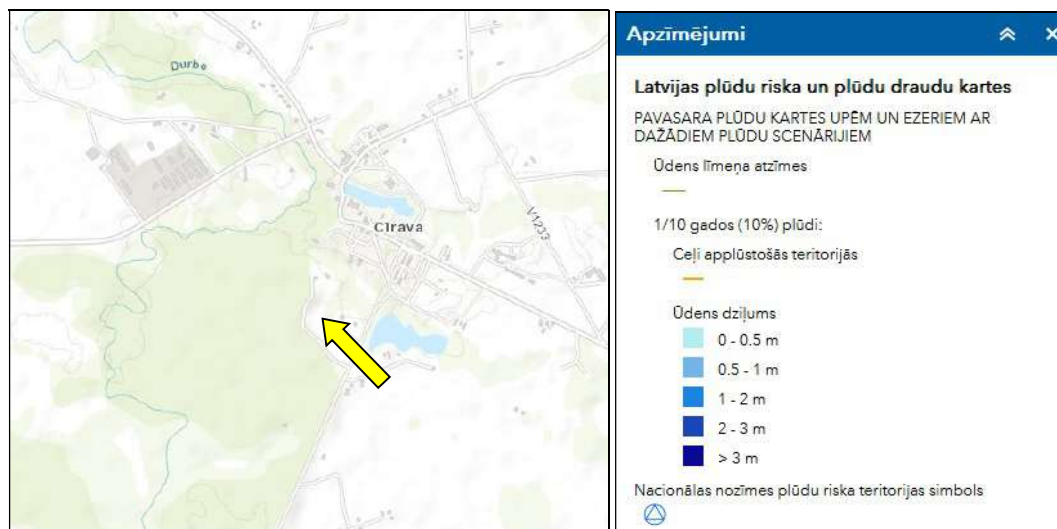 Durbe
Cīrava
V1233
Apzīmējumi
Latvijas plūdu riska un plūdu draudu kartes
PAVASARA PLŪDU KARTES UPĒM UN EZERIEM AR
DAŽĀDIEM PLŪDU SCENĀRIJIEM
Ūdens līmeņa atzīmes
1/10 gados (10%) plūdi:
Ceļi applūstošās teritorijās
Ūdens dziļums
0 - 0.5 m
0.5 - 1 m
1 - 2 m
2 - 3 m
> 3 m
Nacionālas nozīmes plūdu riska teritorijas simbols